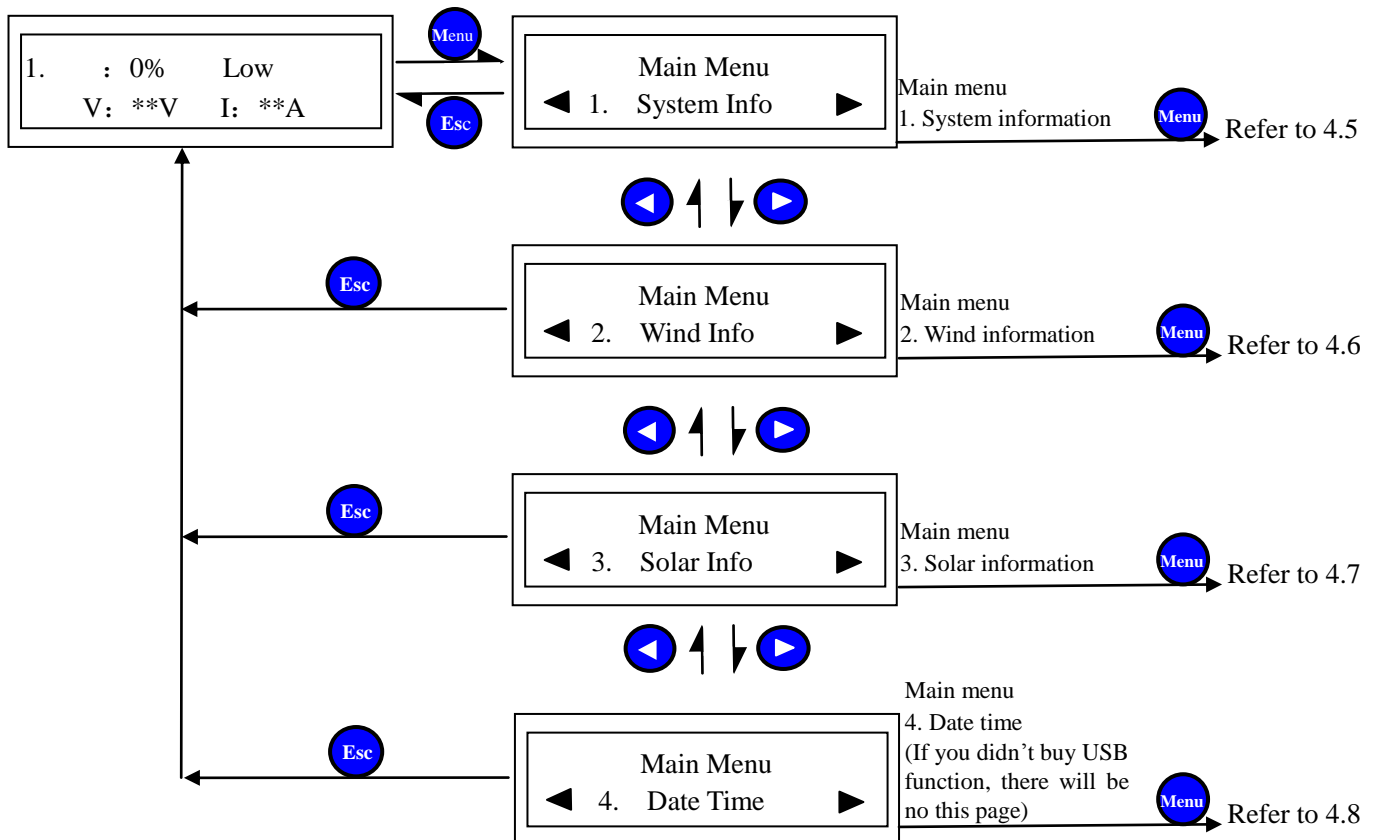 1. : 0% Low
V: **V I: **A
Menu
Esc
Main Menu
◀ 1. System Info ▶
Main menu
1. System information
Menu
Refer to 4.5
Esc
Main Menu
◀ 2. Wind Info ▶
Main menu
2. Wind information
Menu
Refer to 4.6
Esc
Main Menu
◀ 3. Solar Info ▶
Main menu
3. Solar information
Menu
Refer to 4.7
Esc
Main Menu
◀ 4. Date Time ▶
Main menu
4. Date time
(If you didn’t buy USB
function, there will be
no this page)
Menu
Refer to 4.8